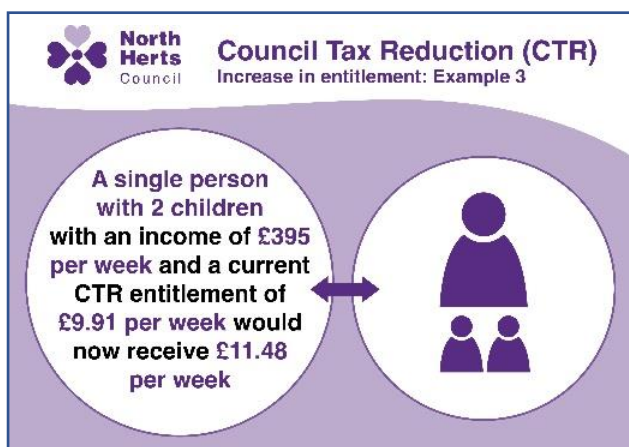 North
Herts
Council
Council Tax Reduction (CTR)
Increase in entitlement: Example 3
A single person
with 2 children
with an income of £395
per week and a current
CTR entitlement of
£9.91 per week would
now receive £11.48
per week